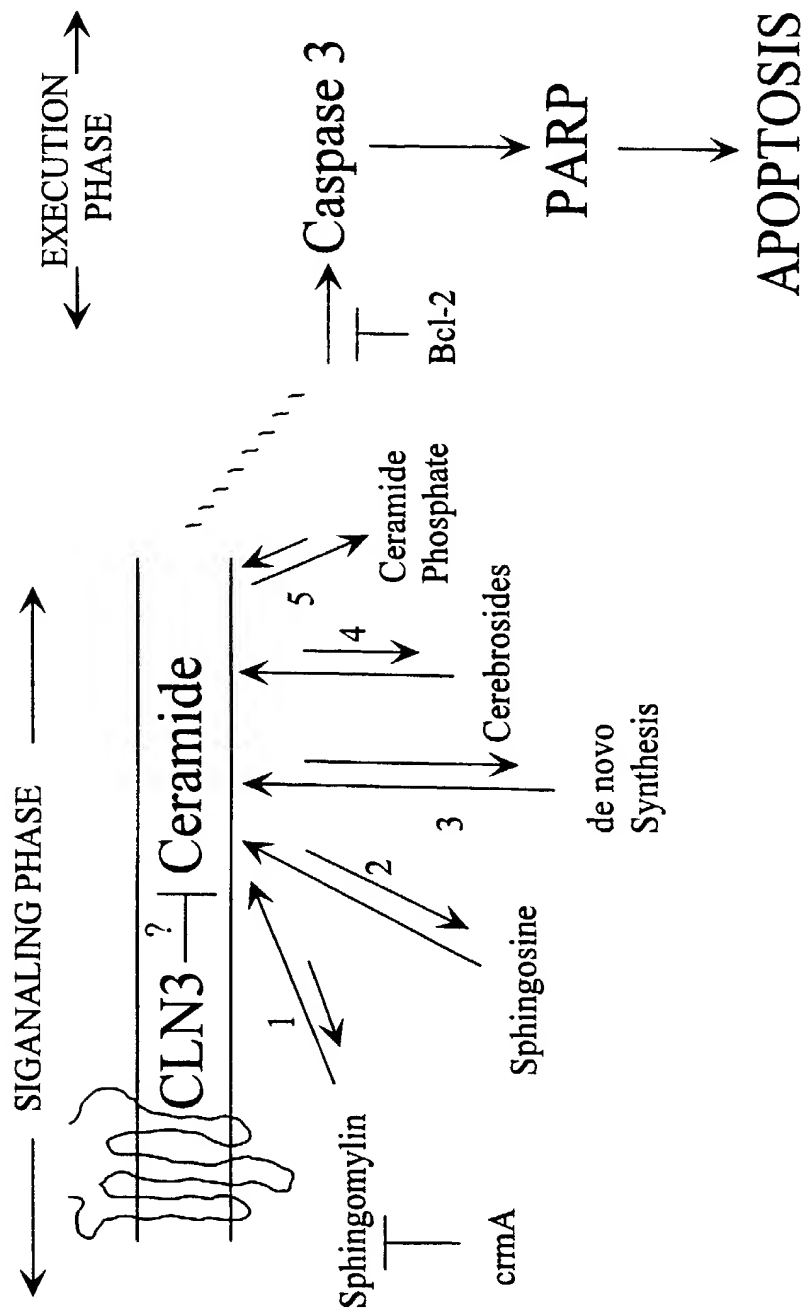 SIGANALING PHASE
EXECUTION
PHASE
CLN3
?
Ceramide
Caspase 3
1
2
3
4
5
Sphingomylin
crmA
Sphingosine
de novo
Synthesis
Cerebrosides
Ceramide
Phosphate
Bcl-2
PARP
APOPTOSIS